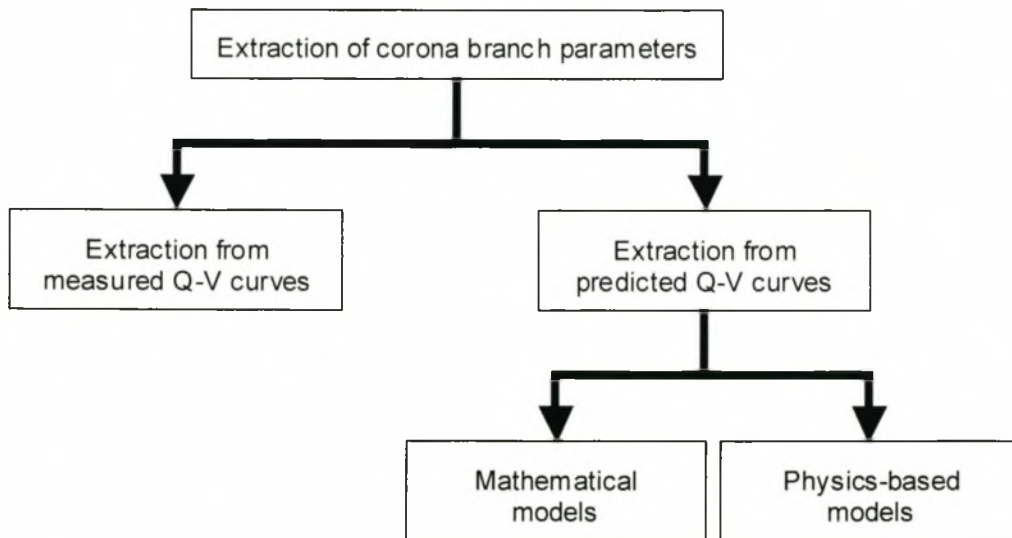 Extraction of corona branch parameters
Extraction from
measured Q-V curves
Extraction from
predicted Q-V curves
Mathematical
models
Physics-based
models